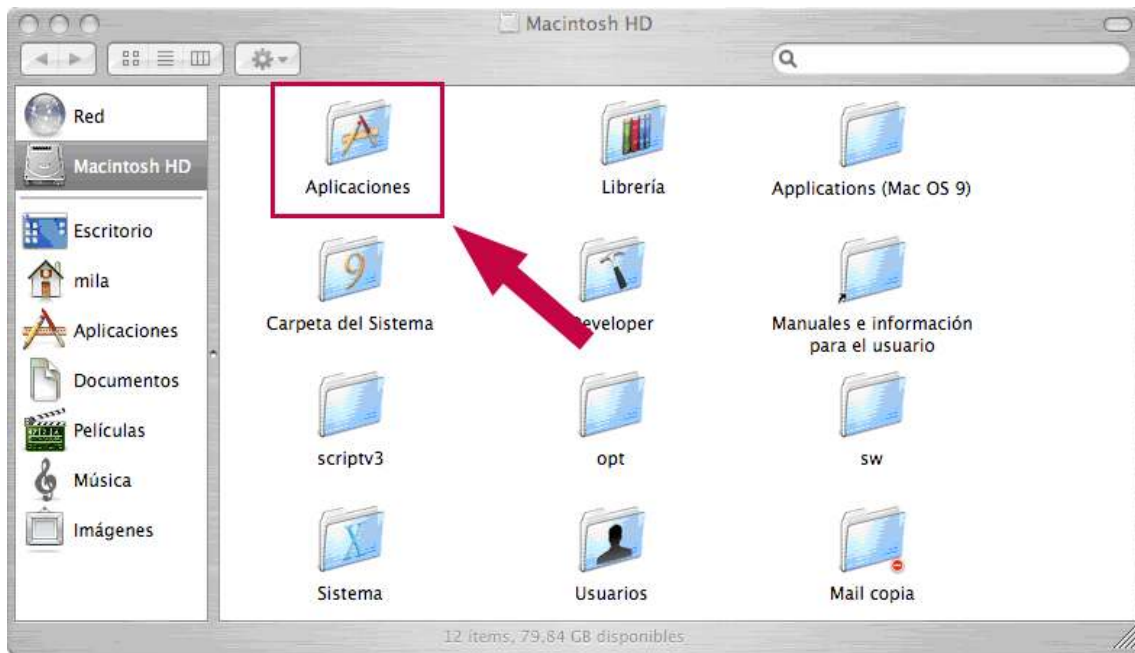 Macintosh HD
Red
Macintosh HD
Escritorio
mila
Aplicaciones
Documentos
Películas
Música
Imágenes
Aplicaciones
Librería
Applications (Mac OS 9)
Carpeta del Sistema
Developer
Manuales e información
para el usuario
scriptv3
opt
sw
Sistema
Usuarios
Mail copia
12 ítems, 79,84 GB disponibles